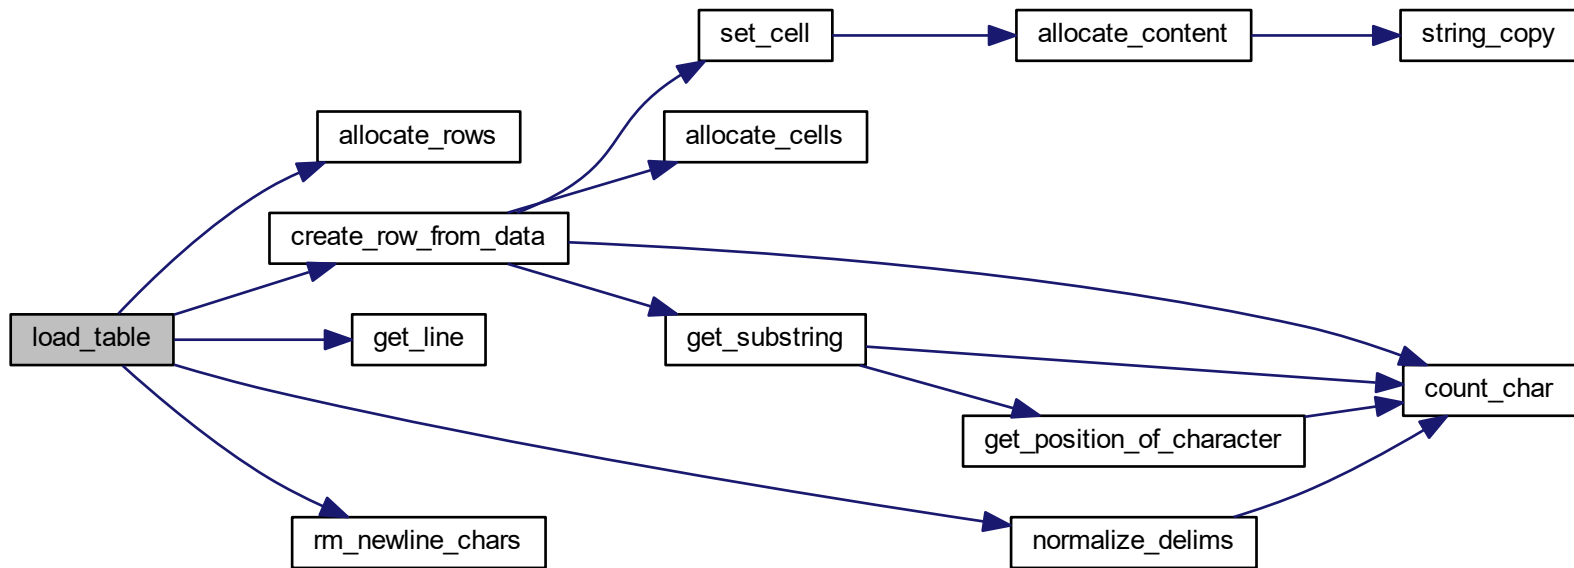 set_cell
allocate_content
string_copy
allocate_rows
allocate_cells
create_row_from_data
load_table
get_line
get_substring
count_char
get_position_of_character
rm_newline_chars
normalize_delims